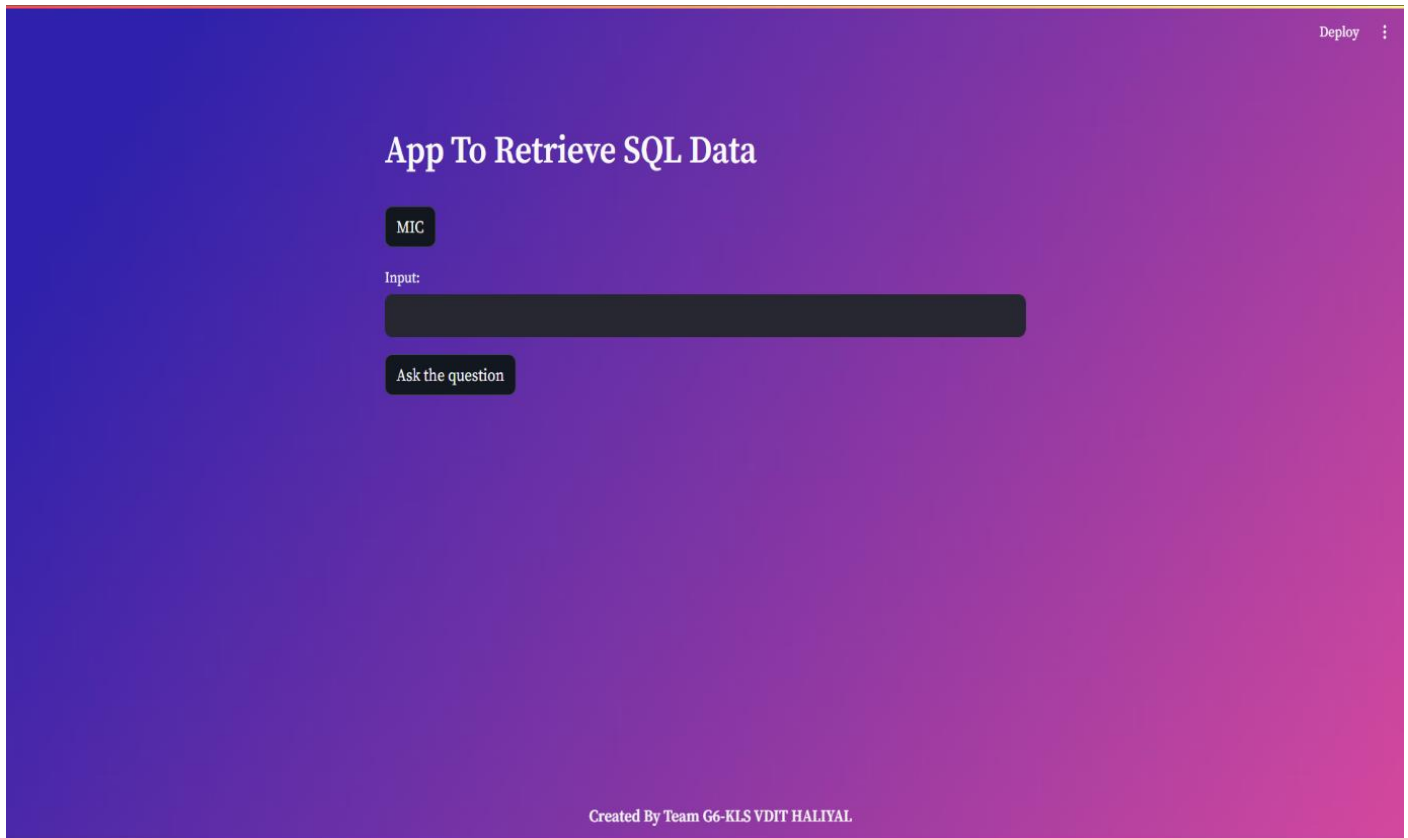 Deploy
App To Retrieve SQL Data
MIC
Input:
Ask the question
Created By Team G6-KLS VDIT HALIYAL